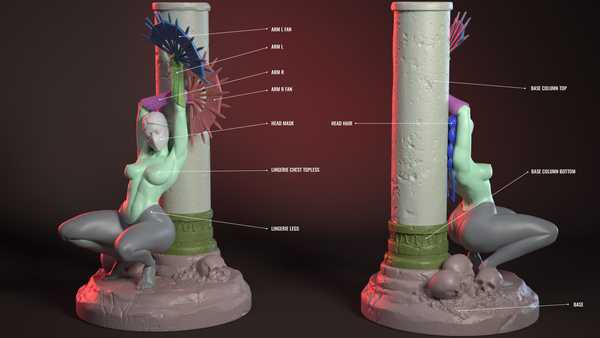 ARM L FAN
ARM L
ARM R
ARM R FAN
HEAD MASK
LINGERIE CHEST TOPLESS
LINGERIE LEGS
BASE COLUMN TOP
HEAD HAIR
BASE COLUMN BOTTOM
BASE